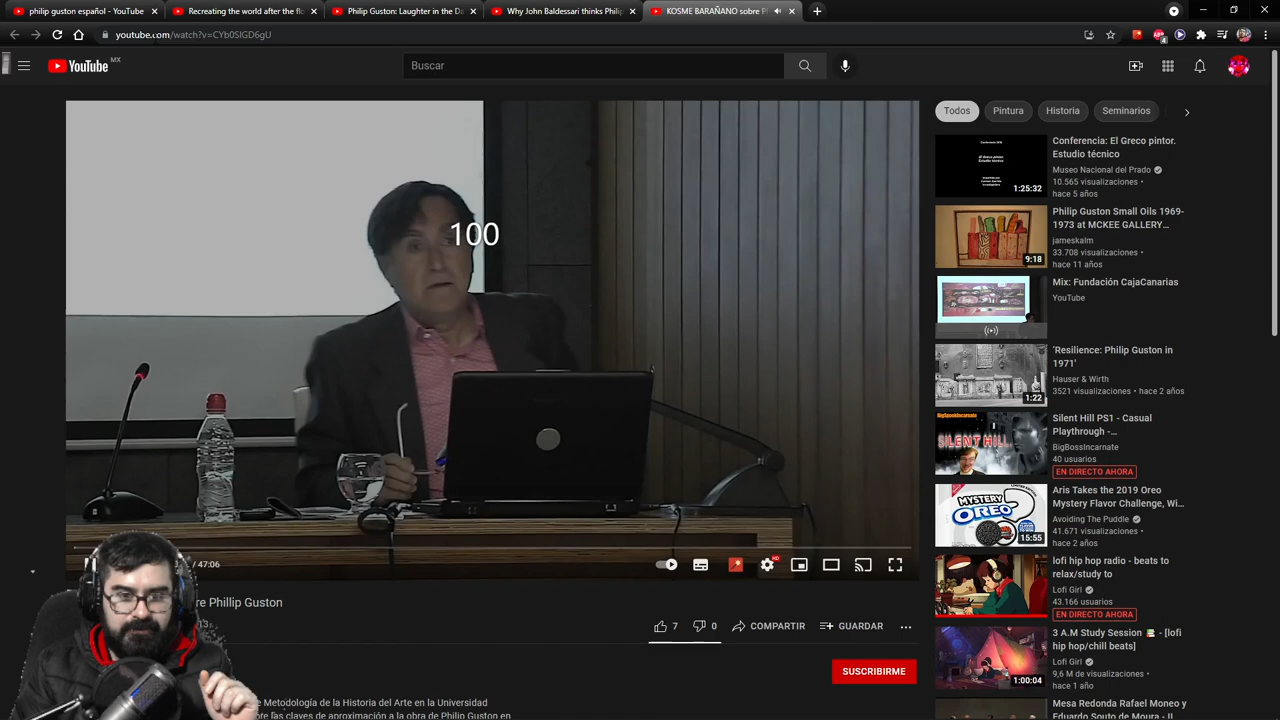 philip guston español - YouTube
Recreating the world after the flo
Philip Guston: Laughter in the Da
Why John Baldessari thinks Philip
KOSME BARAÑANO sobre P
youtube.com/watch?v=CYb0SIGD6gU
YouTube MX
Buscar
100
/ 47:06
re Phillip Guston
7
0
COMPARTIR
GUARDAR
SUSCRIBIRME
e Metodología de la Historia del Arte en la Universidad
bre las claves de aproximación a la obra de Philip Guston en
Todos
Pintura
Historia
Seminarios
1:25:32
Conferencia: El Greco pintor.
Estudio técnico
Museo Nacional del Prado
10.565 visualizaciones •
hace 5 años
9:18
Philip Guston Small Oils 1969-
1973 at MCKEE GALLERY…
jameskalm
33.708 visualizaciones •
hace 11 años
Mix: Fundación CajaCanarias
YouTube
1:22
'Resilience: Philip Guston in
1971'
Hauser & Wirth
3521 visualizaciones • hace 2 años
SILENT HILL
Silent Hill PS1 - Casual
Playthrough -…
BigBossIncarnate
40 usuarios
EN DIRECTO AHORA
MYSTERY
OREO
15:55
Aris Takes the 2019 Oreo
Mystery Flavor Challenge, Wi…
Avoiding The Puddle
41.671 visualizaciones •
hace 2 años
lofi hip hop radio - beats to
relax/study to
Lofi Girl
43.166 usuarios
EN DIRECTO AHORA
1:00:04
3 A.M Study Session 📚 - [lofi
hip hop/chill beats]
Lofi Girl
9,6 M de visualizaciones •
hace 1 año
Mesa Redonda Rafael Moneo y
Eduardo Souto de Moura - II